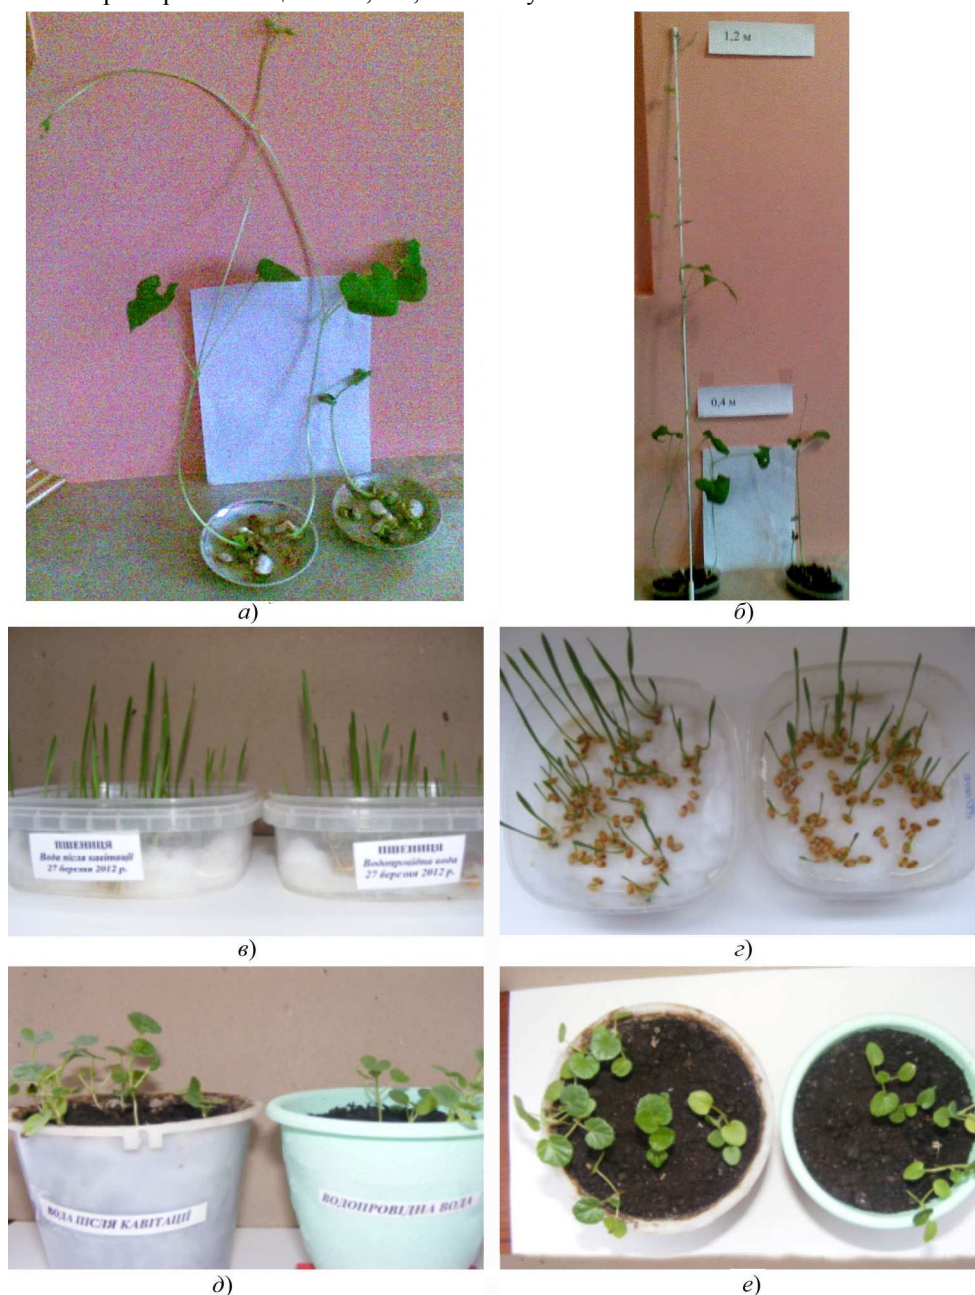 1,2 м
0,4 м
а)
б)
ПШЕНИЦЯ
Вода після кавітації
27 березня 2012 р.
ПШЕНИЦЯ
Водопровідна вода
27 березня 2012 р.
в)
г)
ВОДА ПІСЛЯ КАВІТАЦІЇ
ВОДОПРОВІДНА ВОДА
д)
е)